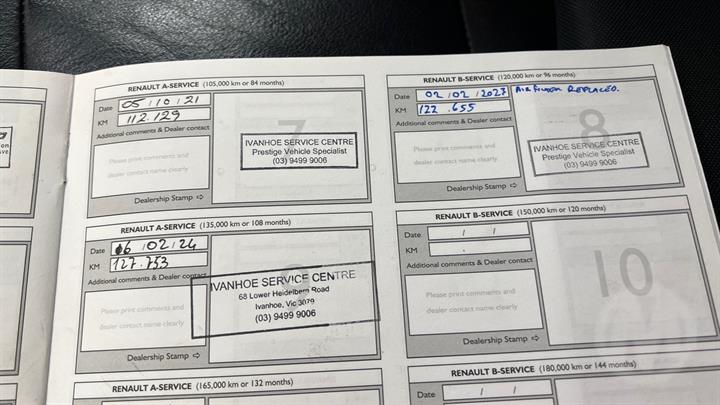 RENAULT A-SERVICE (105,000 km or 84 months)
Date 05 / 10 / 21
KM 112.129
Additional comments & Dealer contact
Please print comments and
dealer contact name clearly
Dealership Stamp ⇨
7
IVANHOE SERVICE CENTRE
Prestige Vehicle Specialist
(03) 9499 9006
RENAULT B-SERVICE (120,000 km or 96 months)
Date 02 / 02 / 2023
KM 122.655
Additional comments & Dealer contact
Please print comments and
dealer contact name clearly
Dealership Stamp ⇨
REPLACED.
8
IVANHOE SERVICE CENTRE
Prestige Vehicle Specialist
(03) 9499 9006
RENAULT A-SERVICE (135,000 km or 108 months)
Date 06 / 02 / 24
KM 127.753
Additional comments & Dealer contact
Please print comments and
dealer contact name clearly
Dealership Stamp ⇨
IVANHOE SERVICE CENTRE
68 Lower Heidelberg Road
Ivanhoe, Vic 3079
(03) 9499 9006
RENAULT B-SERVICE (150,000 km or 120 months)
Date / /
KM .
Additional comments & Dealer contact
Please print comments and
dealer contact name clearly
Dealership Stamp ⇨
10
RENAULT A-SERVICE (165,000 km or 132 months)
RENAULT B-SERVICE (180,000 km or 144 months)
Date / /